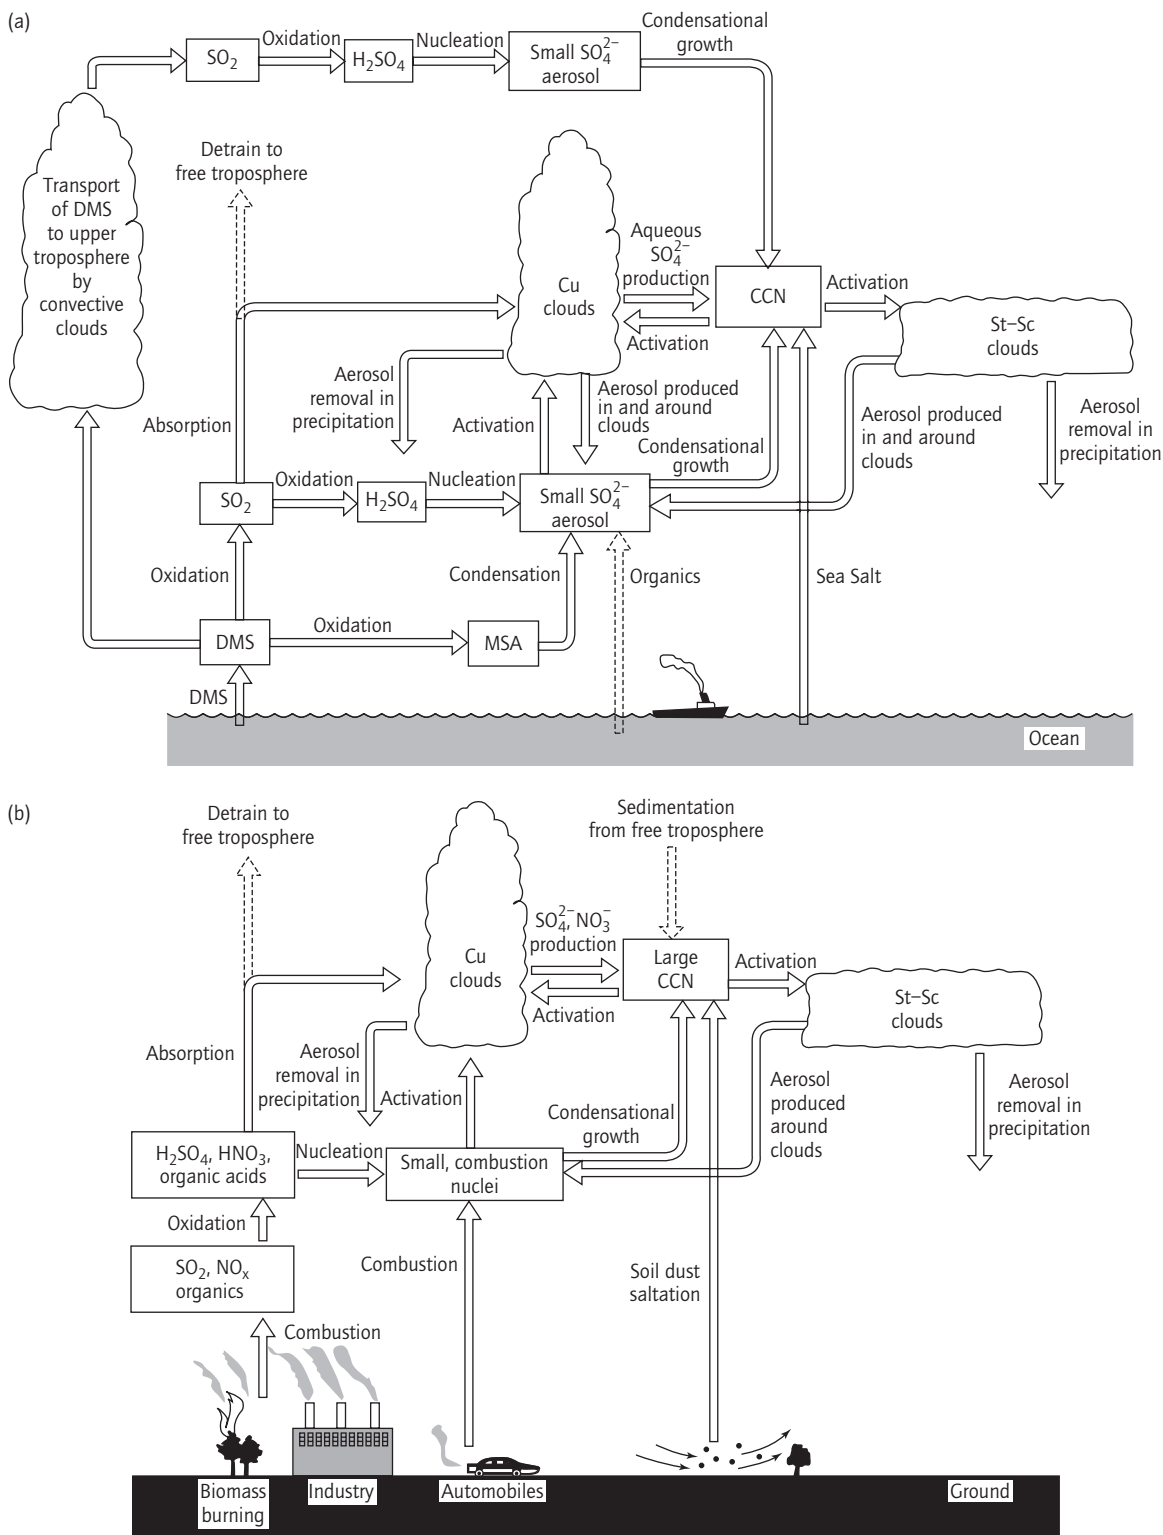 (a)
Condensational
growth
SO₂
Oxidation
H₂SO₄
Nucleation
Small SO₄²⁻
aerosol
Detrain to
free troposphere
Transport
of DMS
to upper
troposphere
by
convective
clouds
Cu
clouds
Aqueous
SO₄²⁻
production
CCN
Activation
Activation
St–Sc
clouds
Aerosol
removal in
precipitation
Aerosol produced
in and around
clouds
Absorption
Activation
Condensational
growth
Aerosol produced
in and around
clouds
Aerosol
removal in
precipitation
SO₂
Oxidation
H₂SO₄
Nucleation
Small SO₄²⁻
aerosol
Oxidation
Condensation
Organics
Sea Salt
DMS
Oxidation
MSA
DMS
Ocean
(b)
Detrain to
free troposphere
Sedimentation
from free troposphere
Cu
clouds
SO₄²⁻, NO₃⁻
production
Large
CCN
Activation
Activation
St–Sc
clouds
Absorption
Aerosol
removal in
precipitation
Activation
Condensational
growth
Aerosol
produced
around
clouds
Aerosol
removal in
precipitation
H₂SO₄, HNO₃,
organic acids
Nucleation
Small, combustion
nuclei
Oxidation
SO₂, NOₓ
organics
Combustion
Combustion
Soil dust
saltation
Biomass
burning
Industry
Automobiles
Ground